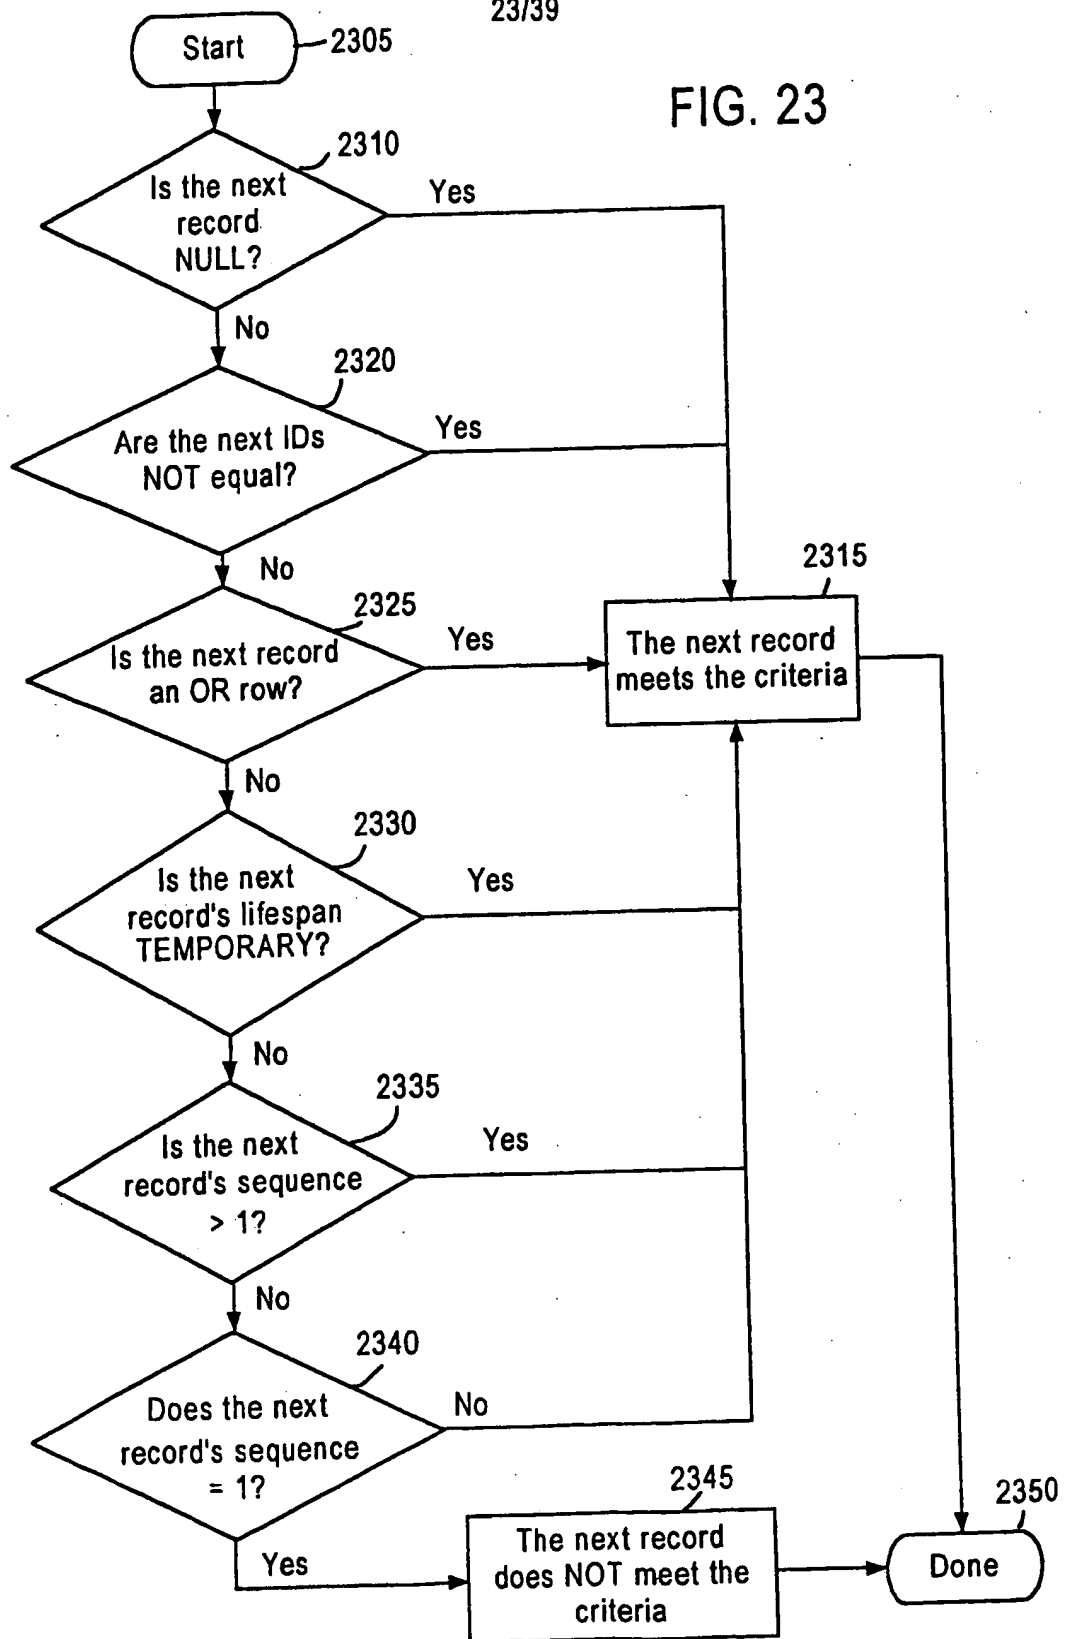 23/39
Start
2305
FIG. 23
2310
Is the next
record
NULL?
Yes
No
2320
Are the next IDs
NOT equal?
Yes
No
2325
Is the next record
an OR row?
Yes
2315
The next record
meets the criteria
No
2330
Is the next
record's lifespan
TEMPORARY?
Yes
No
2335
Is the next
record's sequence
> 1?
Yes
No
2340
Does the next
record's sequence
= 1?
No
Yes
2345
The next record
does NOT meet the
criteria
2350
Done